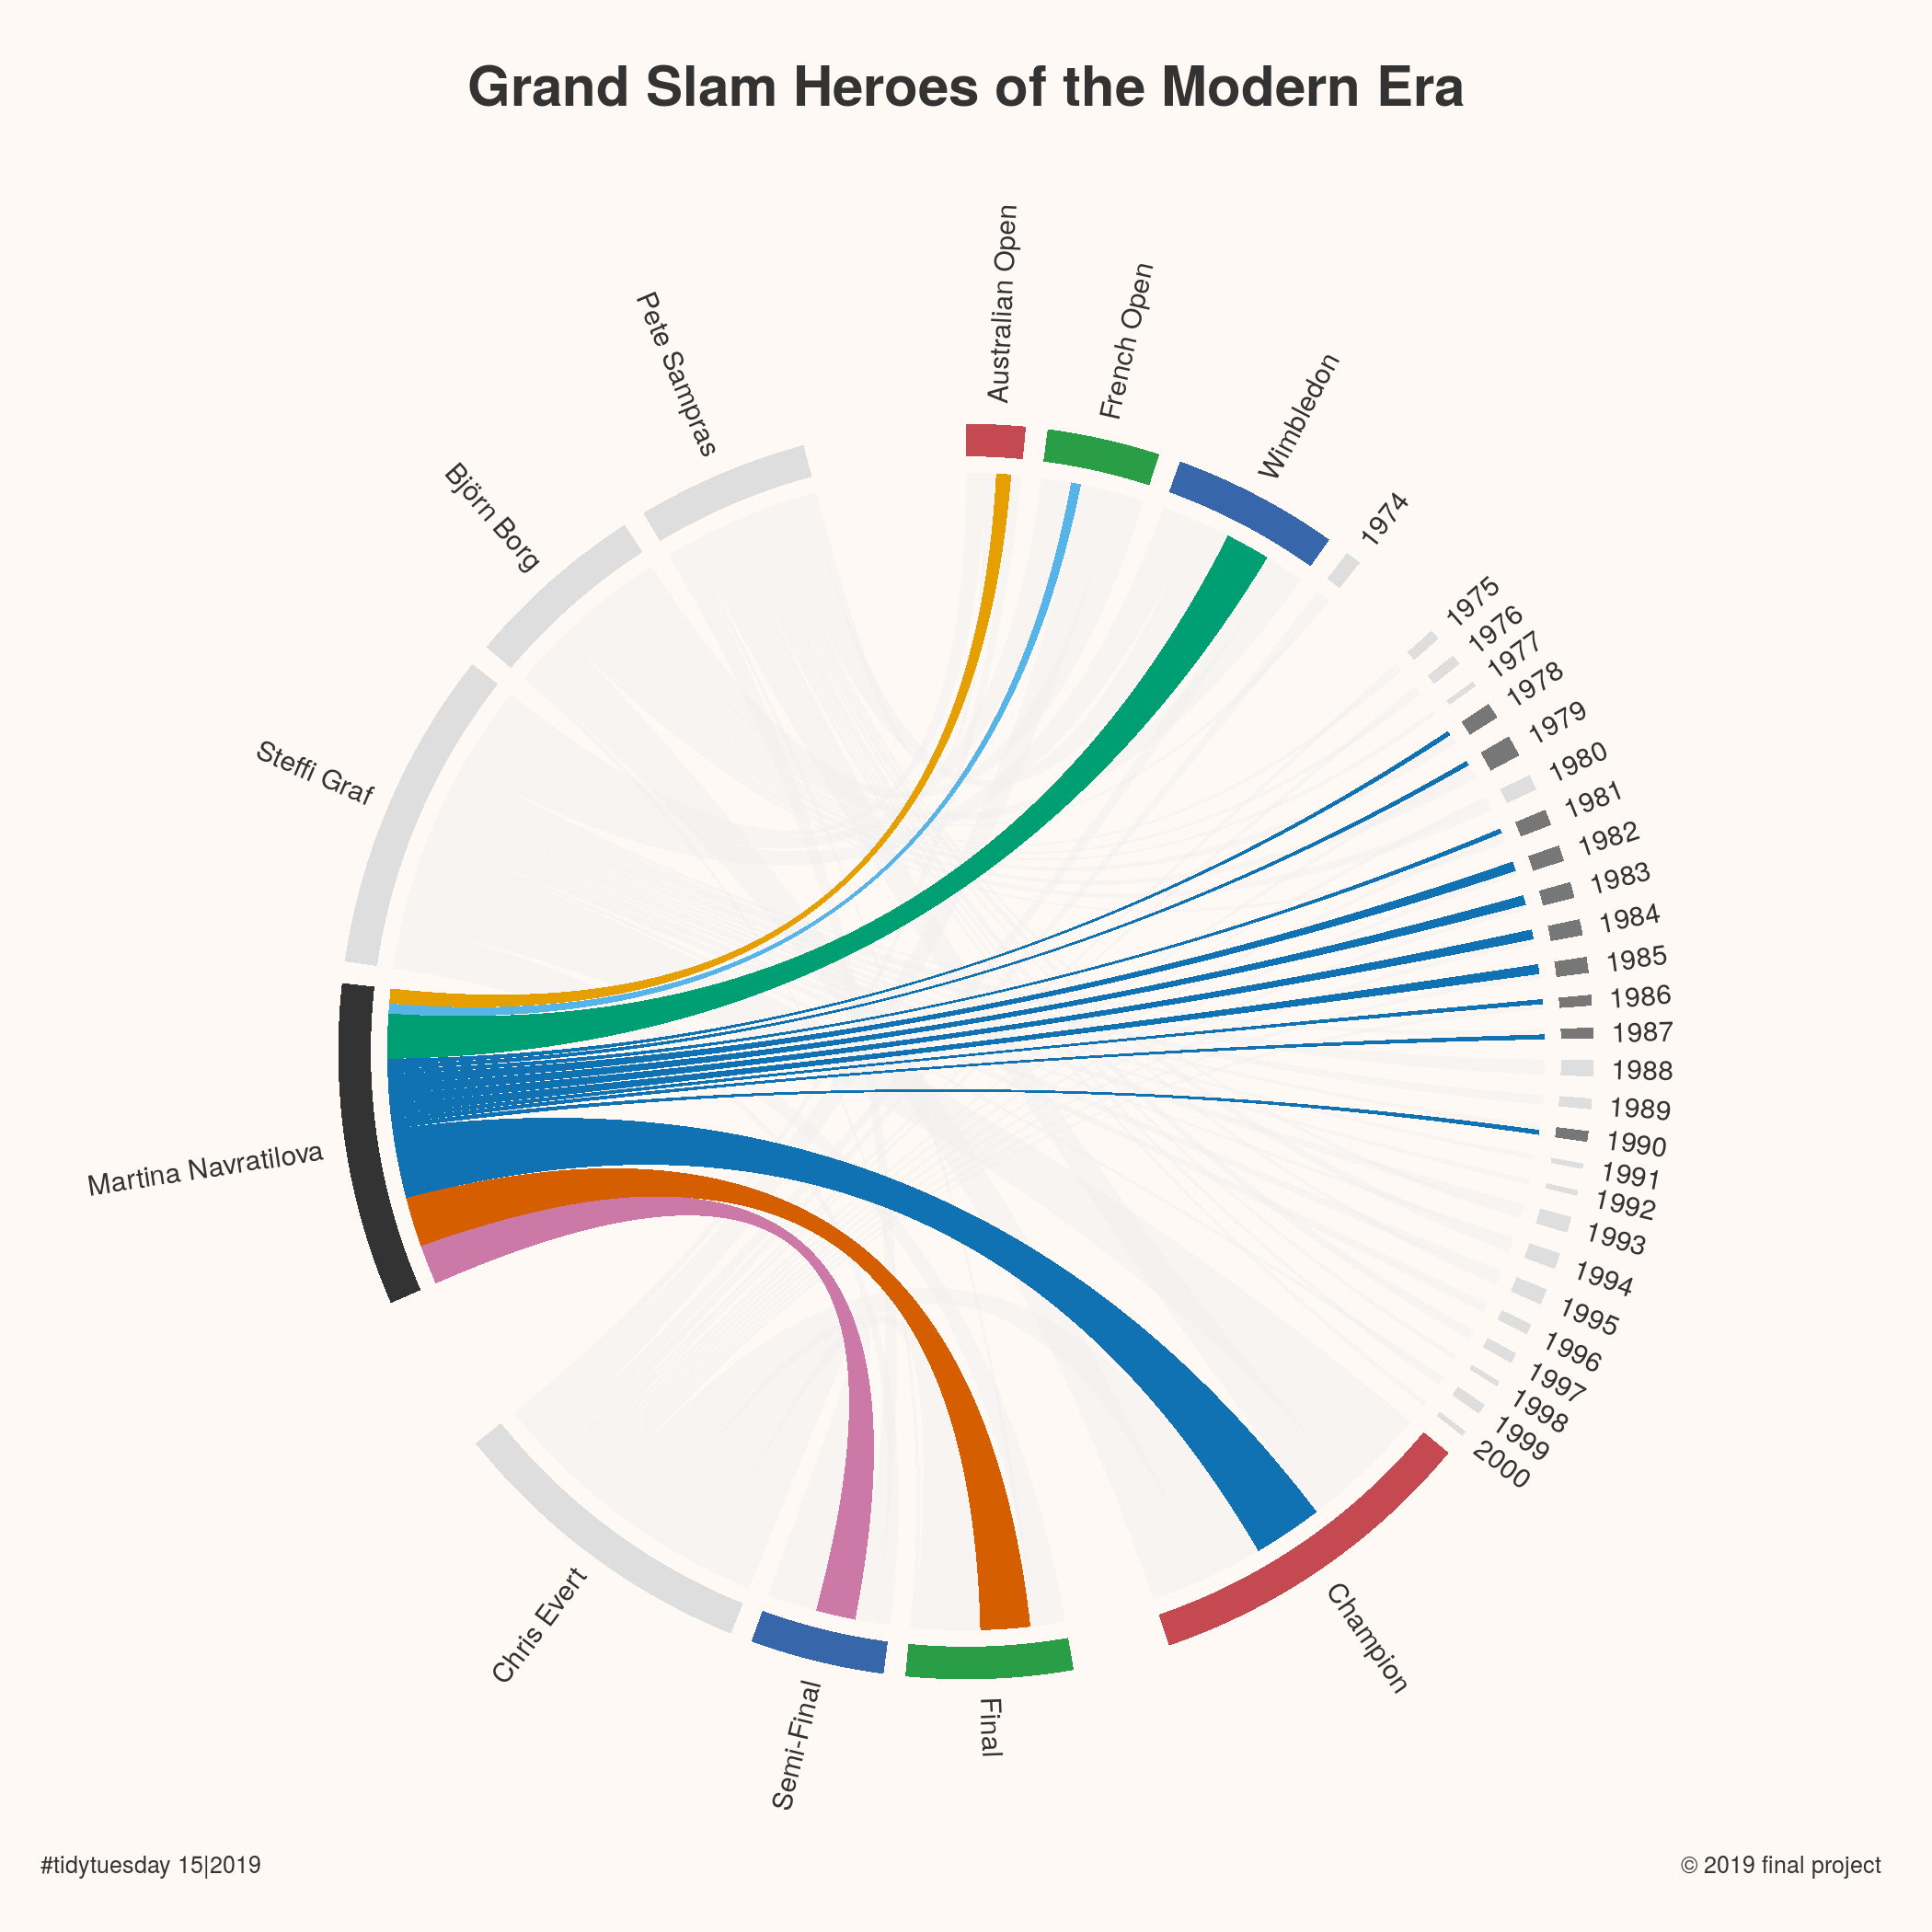 Grand Slam Heroes of the Modern Era
Australian Open
French Open
Wimbledon
1974
1975
1976
1977
1978
1979
1980
1981
1982
1983
1984
1985
1986
1987
1988
1989
1990
1991
1992
1993
1994
1995
1996
1997
1998
1999
2000
Champion
Final
Semi-Final
Chris Evert
Martina Navratilova
Steffi Graf
Björn Borg
Pete Sampras
#tidytuesday 15|2019
© 2019 final project